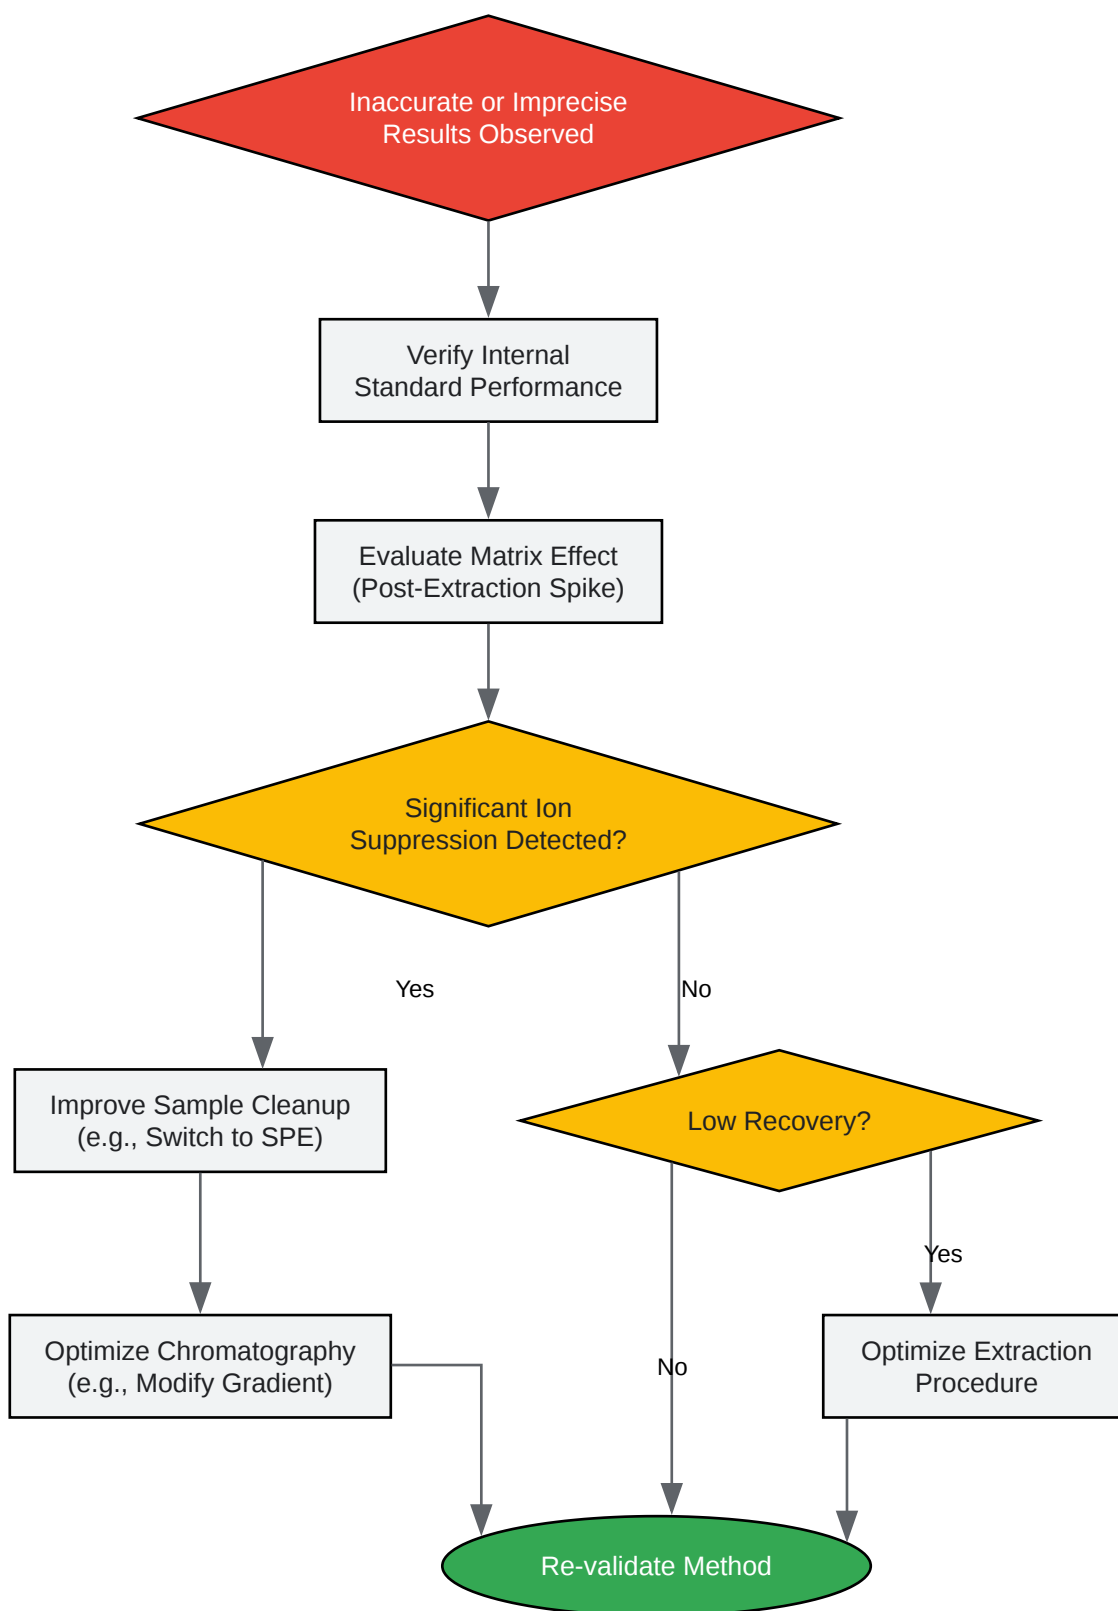 Inaccurate or Imprecise
Results Observed
Verify Internal
Standard Performance
Evaluate Matrix Effect
(Post-Extraction Spike)
Significant Ion
Suppression Detected?
Yes
No
Improve Sample Cleanup
(e.g., Switch to SPE)
Low Recovery?
Yes
Optimize Chromatography
(e.g., Modify Gradient)
No
Optimize Extraction
Procedure
Re-validate Method